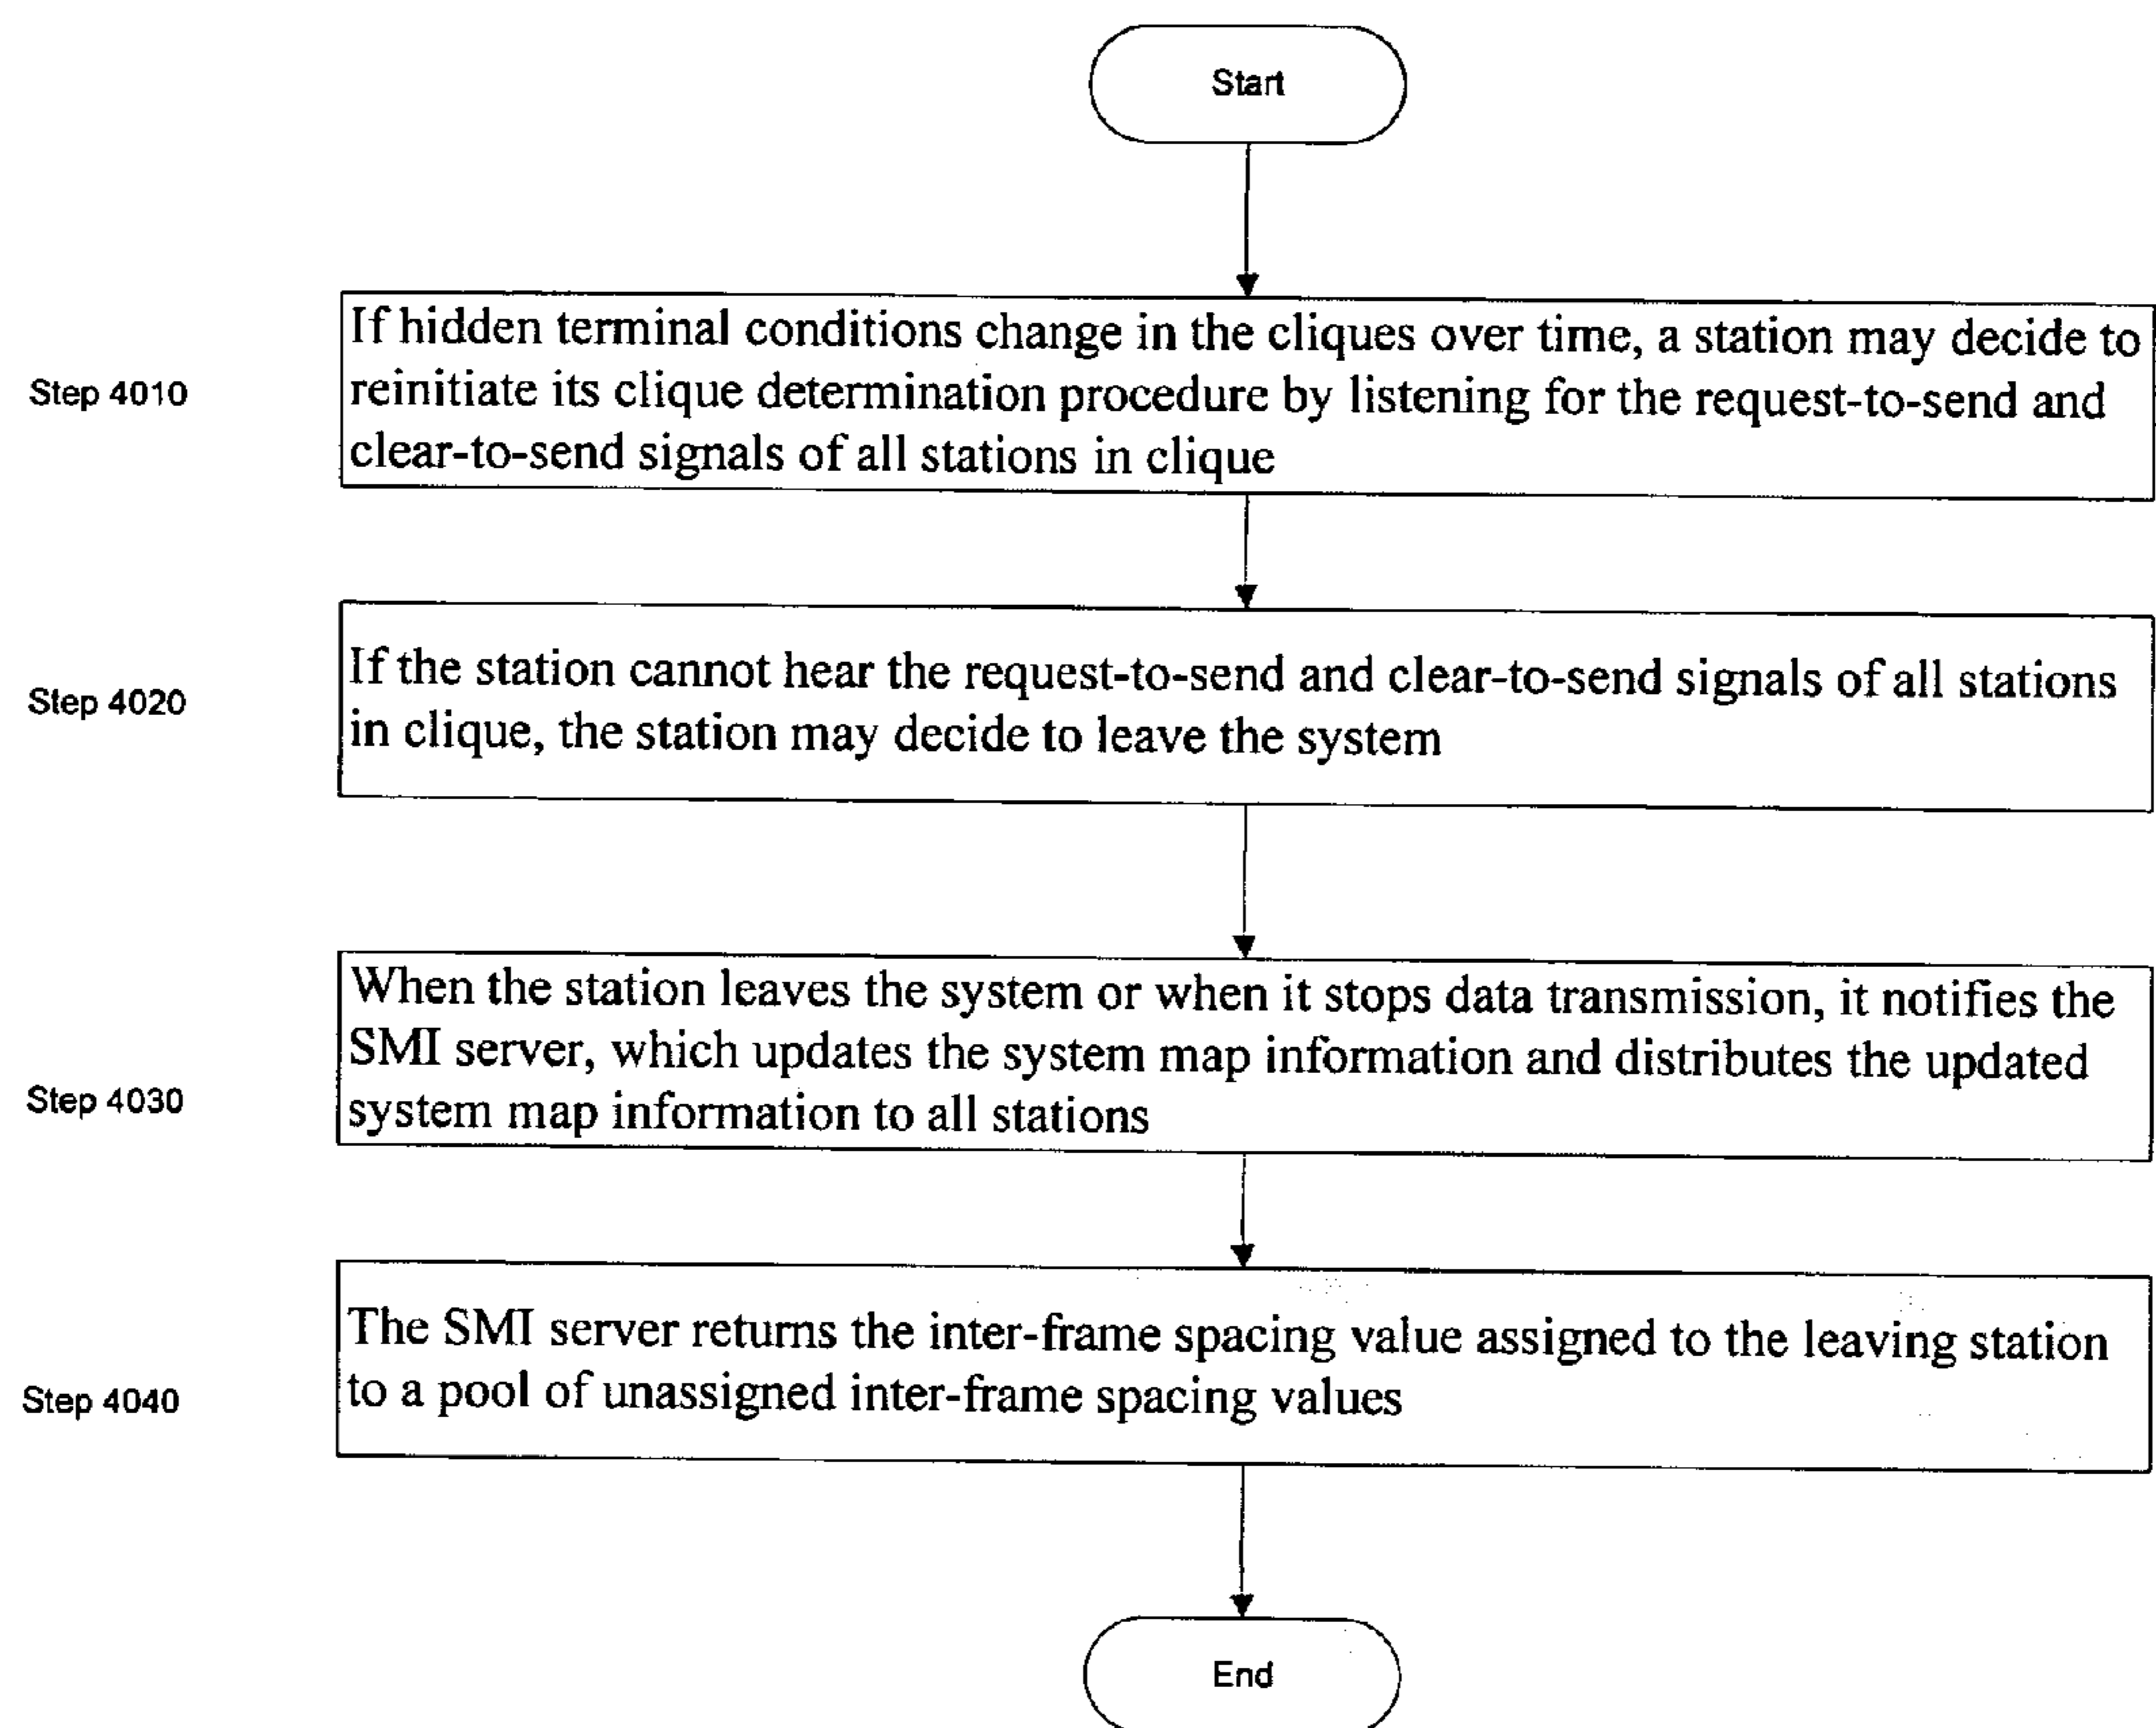 Start
Step 4010
If hidden terminal conditions change in the cliques over time, a station may decide to
reinitiate its clique determination procedure by listening for the request-to-send and
clear-to-send signals of all stations in clique
Step 4020
If the station cannot hear the request-to-send and clear-to-send signals of all stations
in clique, the station may decide to leave the system
Step 4030
When the station leaves the system or when it stops data transmission, it notifies the
SMI server, which updates the system map information and distributes the updated
system map information to all stations
Step 4040
The SMI server returns the inter-frame spacing value assigned to the leaving station
to a pool of unassigned inter-frame spacing values
End